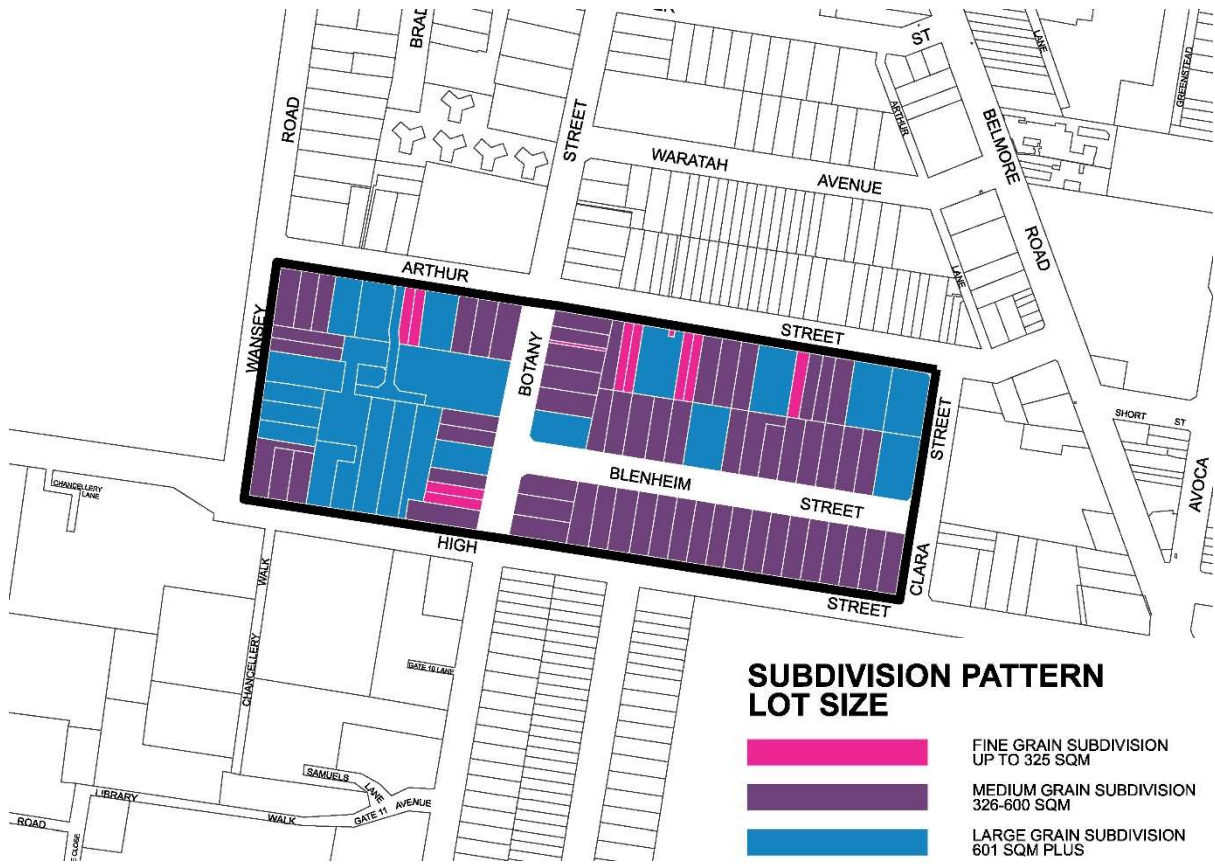 ST
BRAD
ROAD
STREET
ARTHUR
LANE
GREENSTEAD
BELMORE
ROAD
WARATAH
AVENUE
LANE
ARTHUR
STREET
WANSEY
BOTANY
SHORT ST
STREET
BLENHEIM
STREET
AVOCA
CHANCELLERY
LANE
HIGH
CLARA
STREET
WALK
CHANCELLERY
GATE 10 LANE
SUBDIVISION PATTERN
LOT SIZE
FINE GRAIN SUBDIVISION
UP TO 325 SQM
MEDIUM GRAIN SUBDIVISION
326-600 SQM
LARGE GRAIN SUBDIVISION
601 SQM PLUS
SAMUELS
LANE
LIBRARY
WALK
GATE 11
AVENUE
ROAD
CLOSE